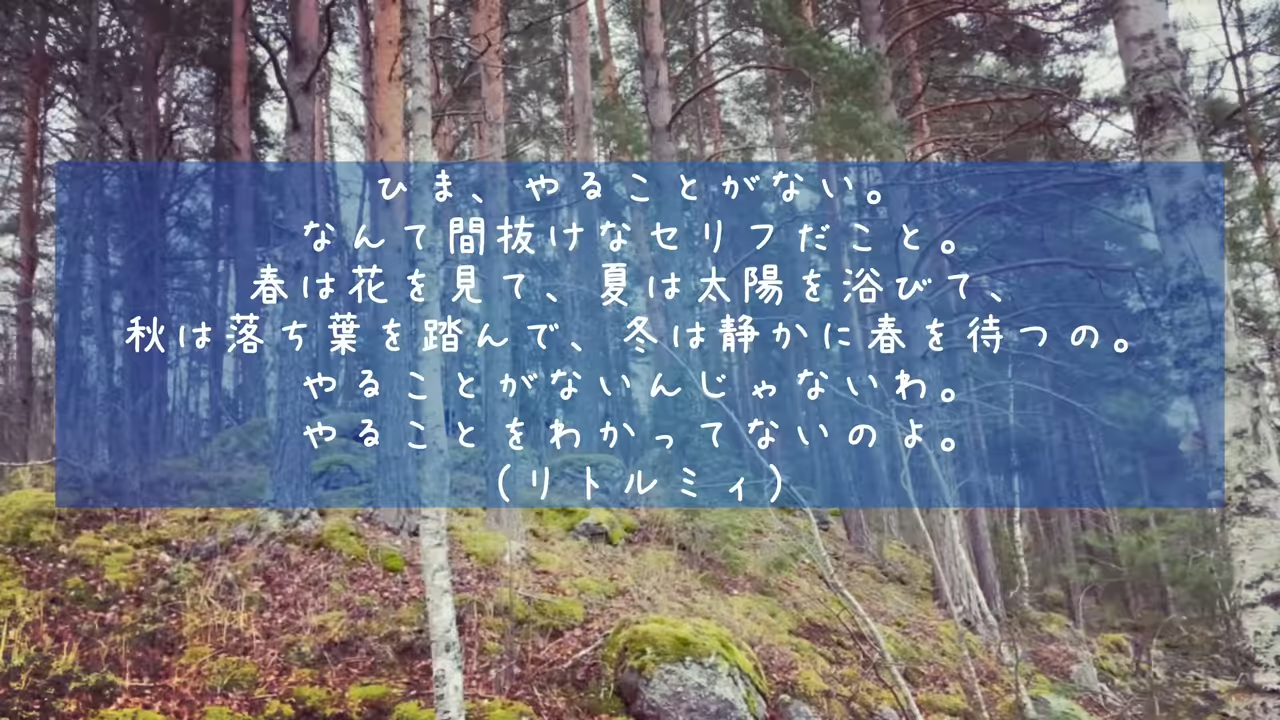 ひま、やることがない。
なんて間抜けなセリフだこと。
春は花を見て、夏は太陽を浴びて、
秋は落ち葉を踏んで、冬は静かに春を待つの。
やることがないんじゃないわ。
やることをわかってないのよ。
(リトルミィ)